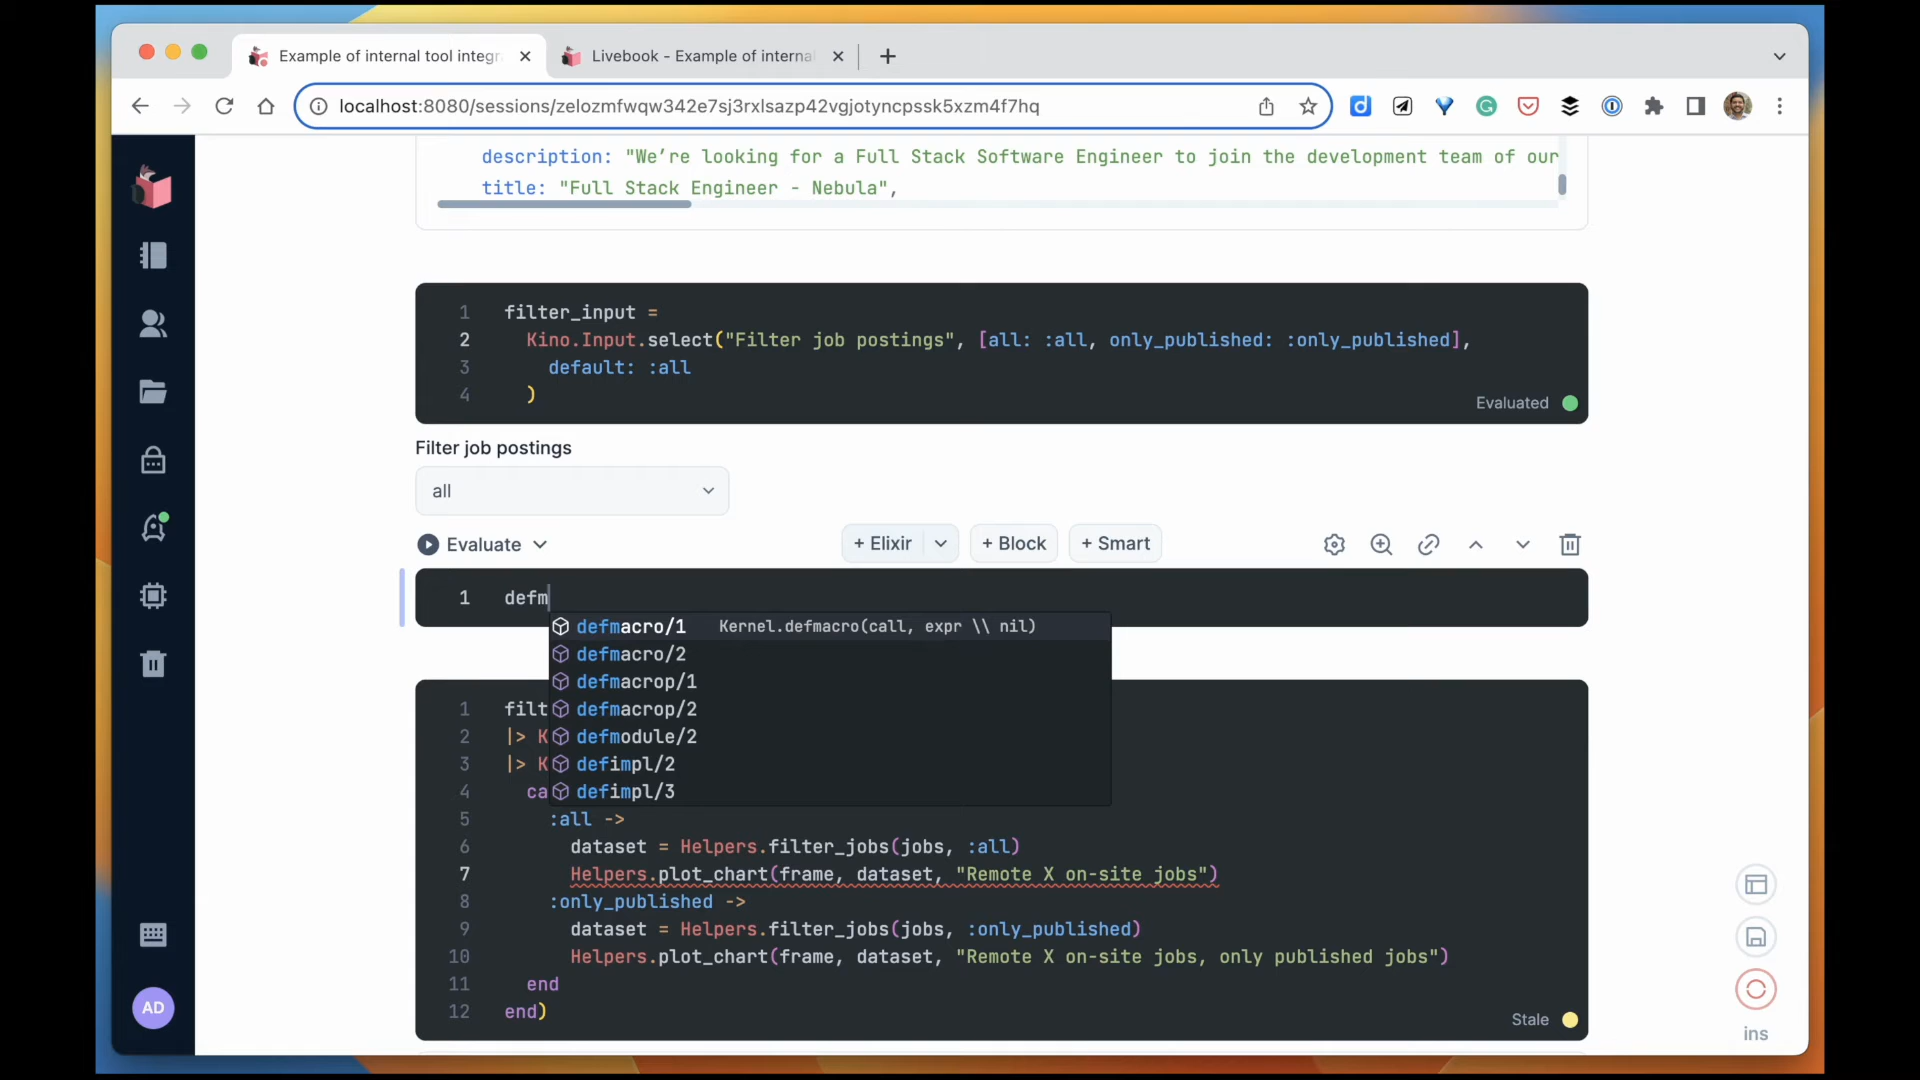 Example of internal tool integr
Livebook - Example of interna
localhost:8080/sessions/zelozmfwqw342e7sj3rxlsazp42vgjotyncpssk5xzm4f7hq
description: "We’re looking for a Full Stack Software Engineer to join the development team of our
title: "Full Stack Engineer - Nebula",
1 filter_input =
2 Kino.Input.select("Filter job postings", [all: :all, only_published: :only_published],
3 default: :all
4 )
Evaluated
Filter job postings
all
Evaluate
+ Elixir
+ Block
+ Smart
1 defm
defmacro/1 Kernel.defmacro(call, expr \\ nil)
defmacro/2
defmacrop/1
defmacrop/2
defmodule/2
defimpl/2
defimpl/3
1 filt
2 |> K
3 |> K
4 ca
5 :all ->
6 dataset = Helpers.filter_jobs(jobs, :all)
7 Helpers.plot_chart(frame, dataset, "Remote X on-site jobs")
8 :only_published ->
9 dataset = Helpers.filter_jobs(jobs, :only_published)
10 Helpers.plot_chart(frame, dataset, "Remote X on-site jobs, only published jobs")
11 end
12 end)
Stale
AD
ins